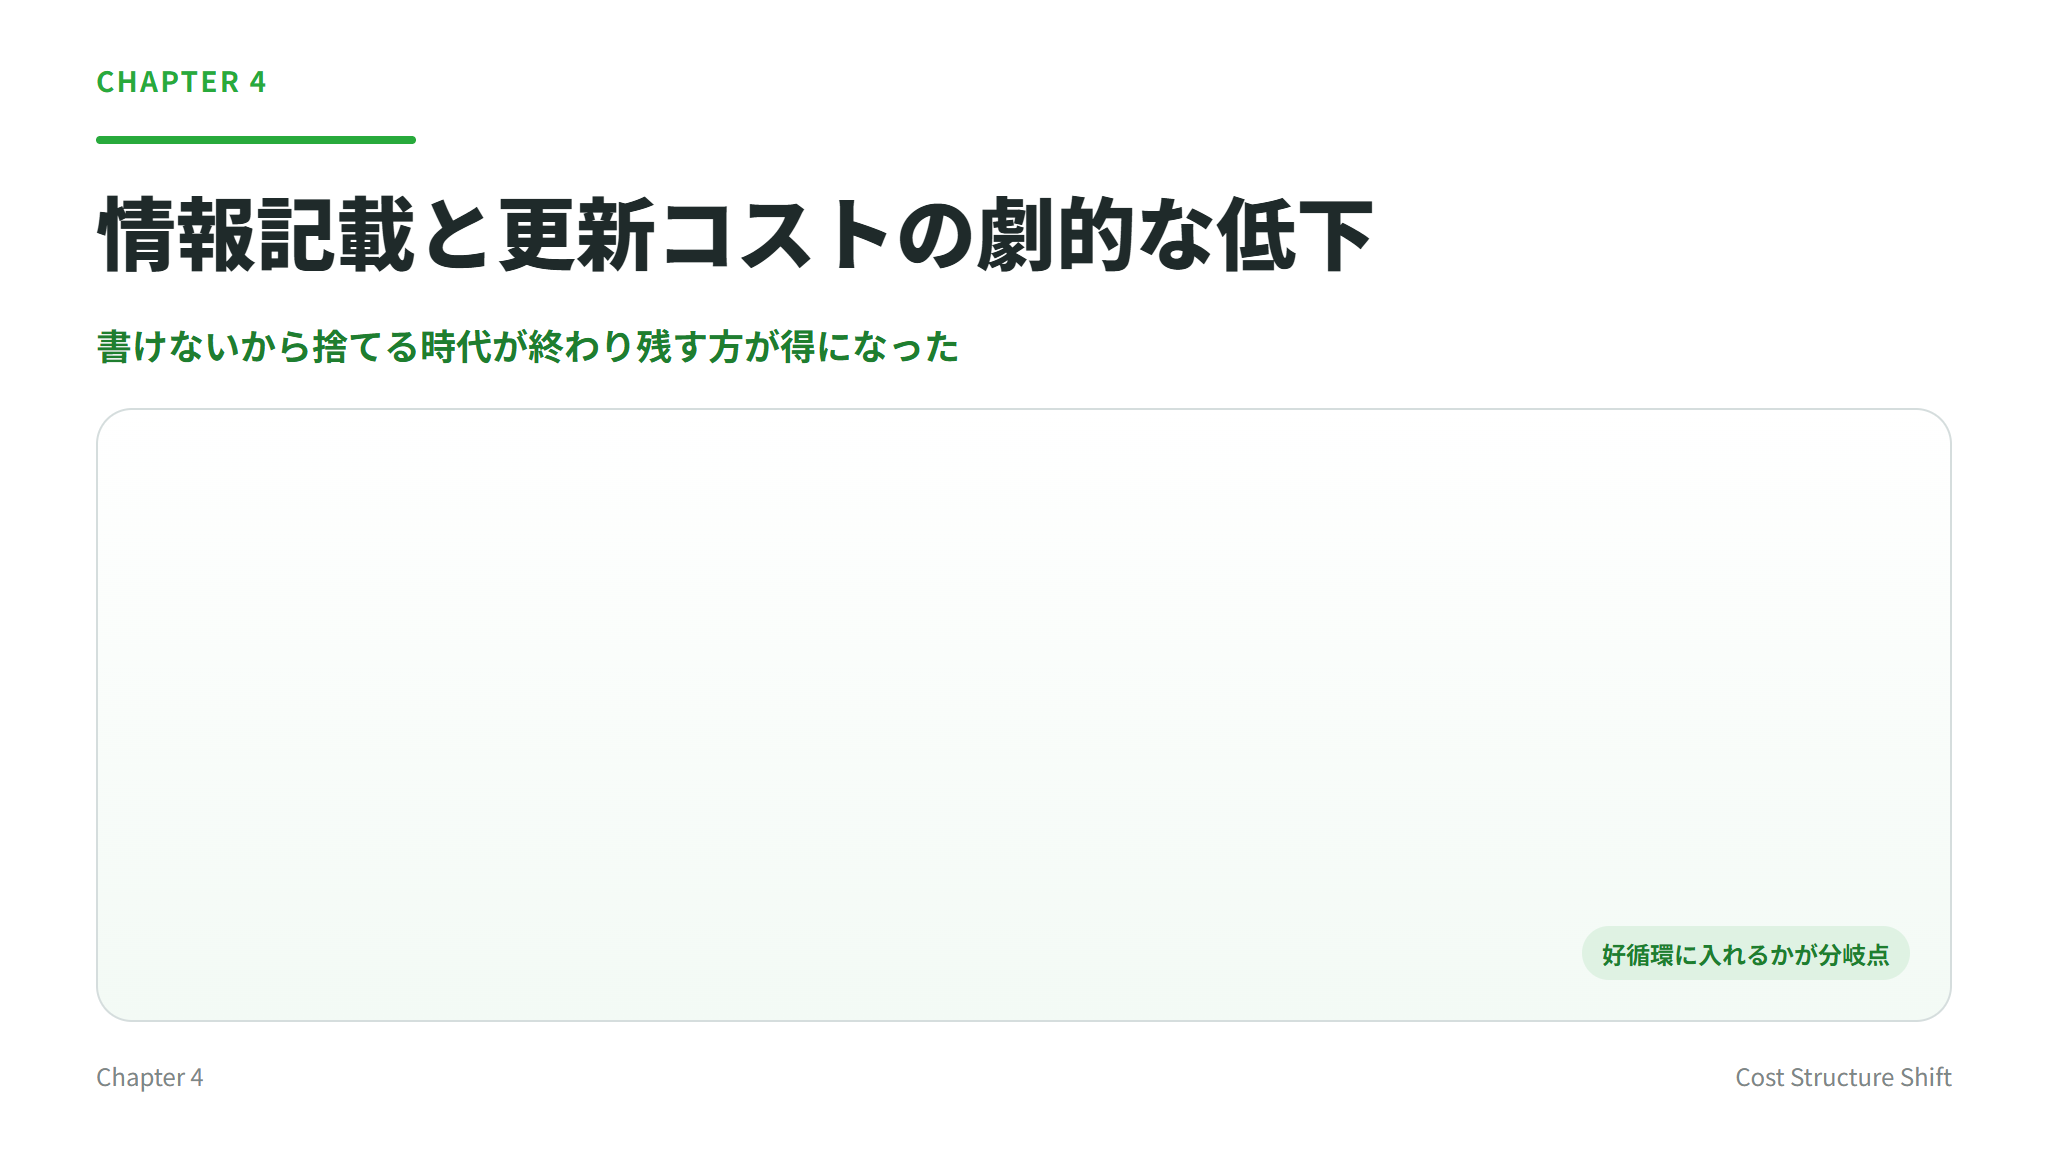 CHAPTER 4
情報記載と更新コストの劇的な低下
書けないから捨てる時代が終わり残す方が得になった
好循環に入れるかが分岐点
Chapter 4
Cost Structure Shift